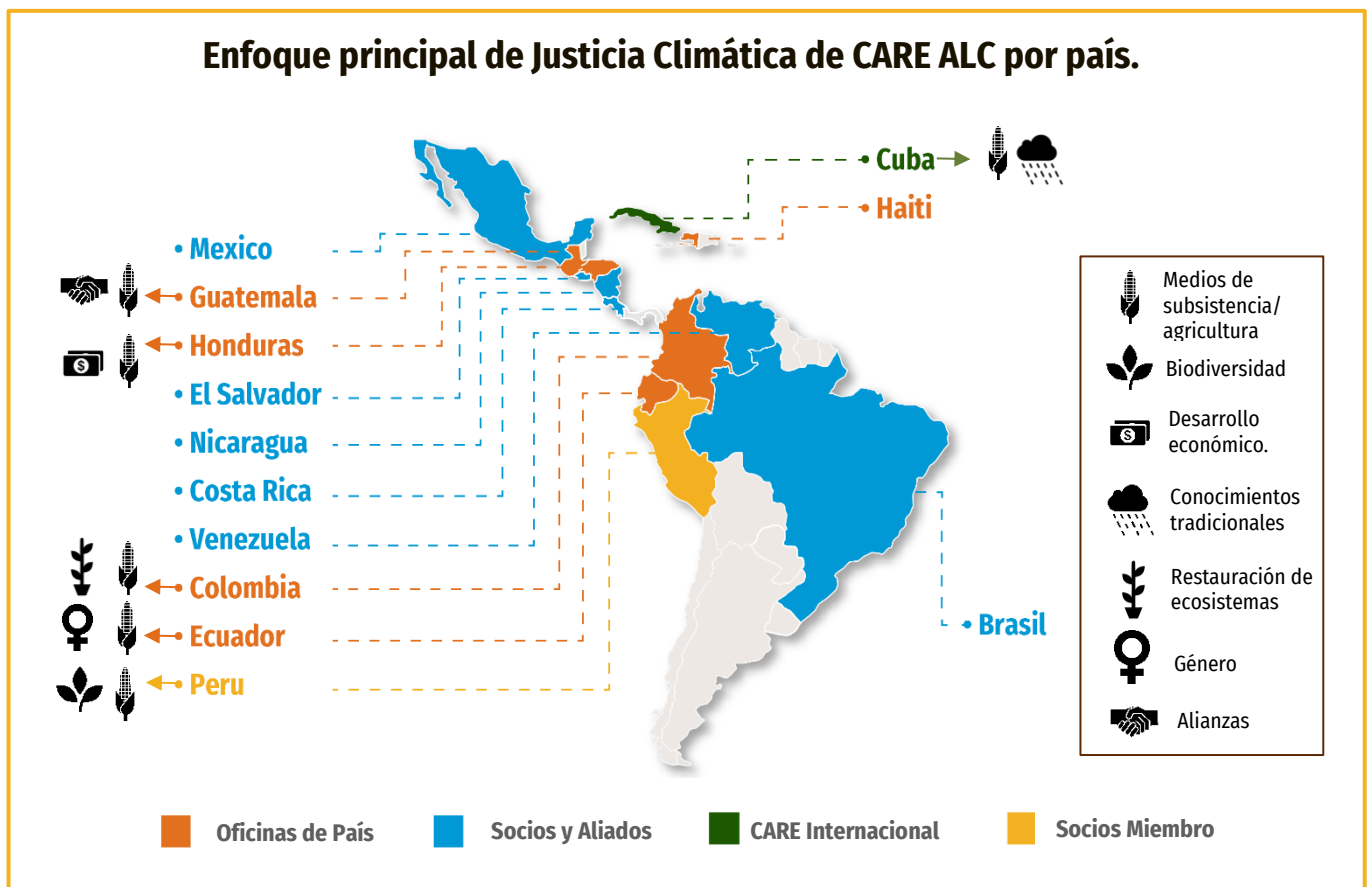 Enfoque principal de Justicia Climática de CARE ALC por país.
Cuba
Haiti
• Mexico
Guatemala
Honduras
• El Salvador
• Nicaragua
• Costa Rica
• Venezuela
Colombia
Ecuador
Peru
Brasil
Medios de
subsistencia/
agricultura
Biodiversidad
$
Desarrollo
económico.
Conocimientos
tradicionales
Restauración de
ecosistemas
Género
Alianzas
$
Oficinas de País
Socios y Aliados
CARE Internacional
Socios Miembro